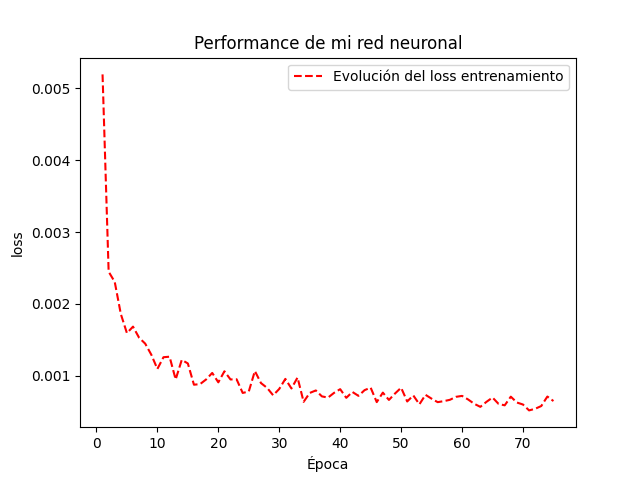 Performance de mi red neuronal
Evolución del loss entrenamiento
0.005
0.004
0.003
0.002
0.001
loss
0 10 20 30 40 50 60 70
Época